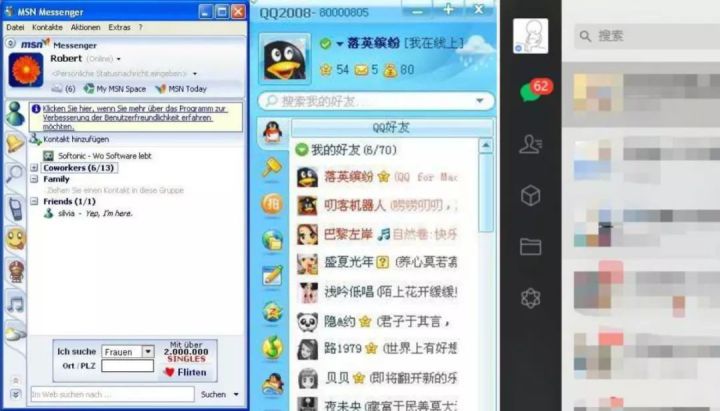 MSN Messenger
Datei Kontakte Aktionen Extras ?
msn Messenger
Robert (Online)
<Persönliche Statusnachricht eingeben>
(6) My MSN Space MSN Today
Klicken Sie hier, wenn Sie mehr über das Programm zur
Verbesserung der Benutzerfreundlichkeit erfahren
möchten.
Kontakt hinzufügen
Softonic - Wo Software lebt
Coworkers (6/13)
Family
Ziehen Sie einen Kontakt in diese Gruppe
Friends (1/1)
silvia - Yep, I'm here.
Ich suche Frauen
Ort / PLZ
Mit über
2.000.000
SINGLES
Flirten
Im Web suchen nach ...
Suchen
QQ2008- 60000805
落英缤纷 [我在线上]
54 5 80
搜索我的好友..
QQ好友
我的好友(6/70)
落英缤纷 (QQ for Mac
叨客机器人 (唠唠叨叨，
巴黎左岸 自然卷:快乐
盛夏光年 ? (养心莫若
浅吟低唱 (陌上花开缓缓
隐&约 (君子于其言，
路1979 (世界上有好想
贝贝 (即将翻开新的乐
夜未央
62
搜索